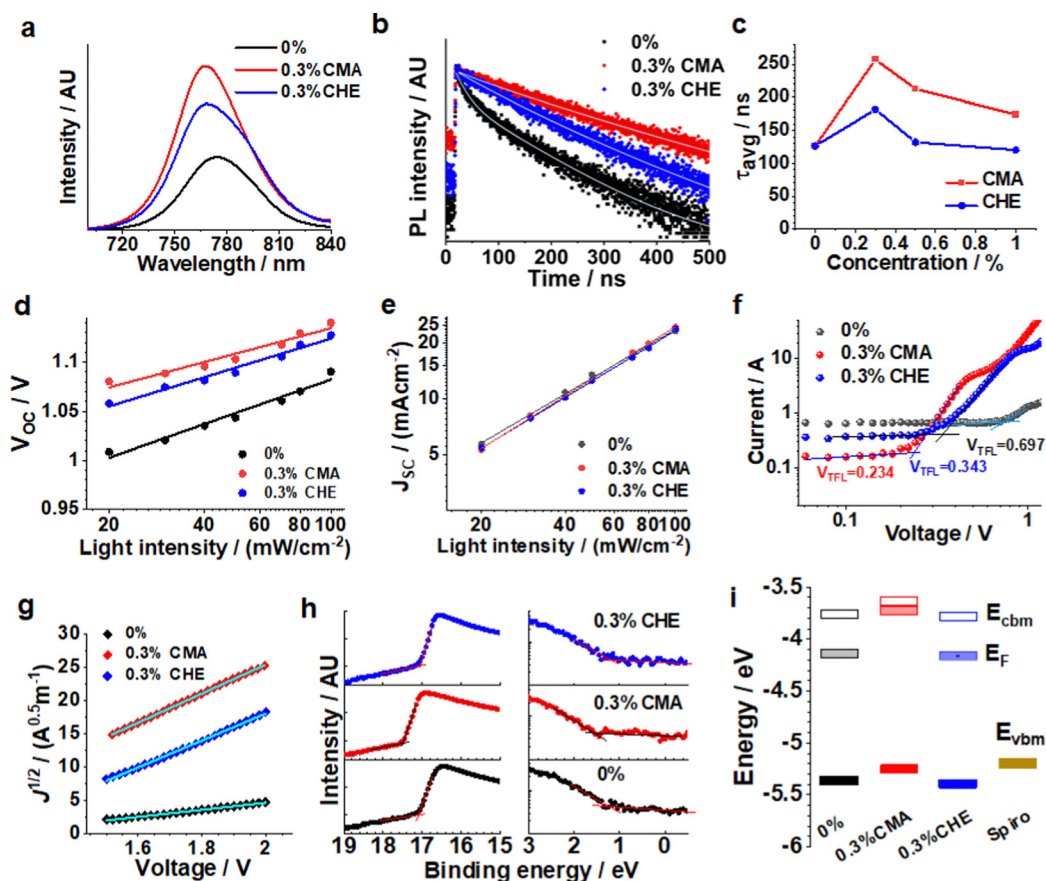 a
0%
0.3% CMA
0.3% CHE
Intensity / AU
720 750 780 810 840
Wavelength / nm
b
0%
0.3% CMA
0.3% CHE
PL intensity / AU
0 100 200 300 400 500
Time / ns
c
τavg / ns
250
200
150
100
50
0
CMA
CHE
0.0 0.2 0.4 0.6 0.8 1.0
Concentration / %
d
VOC / V
1.1
1.05
1
0.95
0%
0.3% CMA
0.3% CHE
20 40 60 80 100
Light intensity / (mW/cm-2)
e
JSC / (mAcm-2)
25
20
15
10
5
0%
0.3% CMA
0.3% CHE
20 40 60 80 100
Light intensity / (mW/cm-2)
f
0%
0.3% CMA
0.3% CHE
Current / A
10
1
0.1
VTFL=0.697
VTFL=0.234
VTFL=0.343
0.1 1
Voltage / V
g
0%
0.3% CMA
0.3% CHE
J1/2 / (A0.5m-1)
30
25
20
15
10
5
0
1.6 1.8 2
Voltage / V
h
Intensity / AU
0.3% CHE
0.3% CMA
0%
19 18 17 16 15 3 2 1 0
Binding energy / eV
i
Energy / eV
-3.5
-4
-4.5
-5
-5.5
-6
Ecbm
EF
Evbm
0%
0.3%CMA
0.3%CHE
Spiro